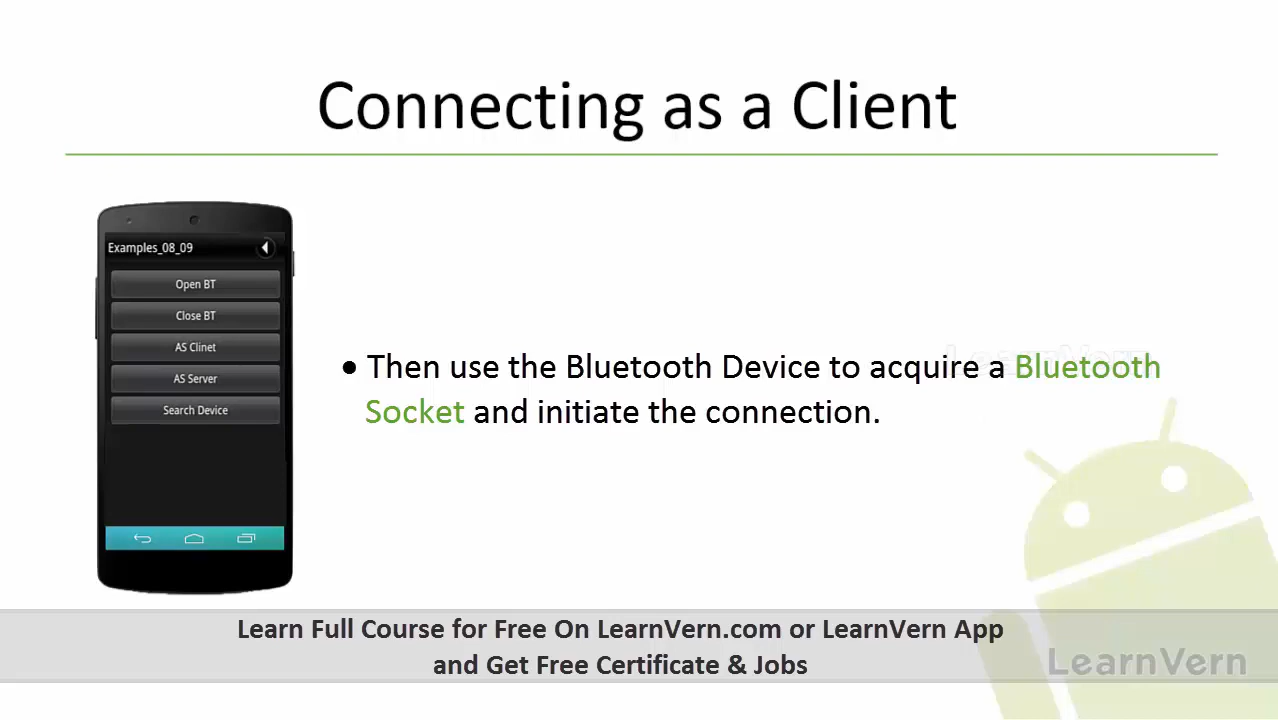 Connecting as a Client
Examples_08_09
Open BT
Close BT
AS Clinet
AS Server
Search Device
LearnVern
• Then use the Bluetooth Device to acquire a Bluetooth
Socket and initiate the connection.
Learn Full Course for Free On LearnVern.com or LearnVern App
and Get Free Certificate & Jobs
LearnVern